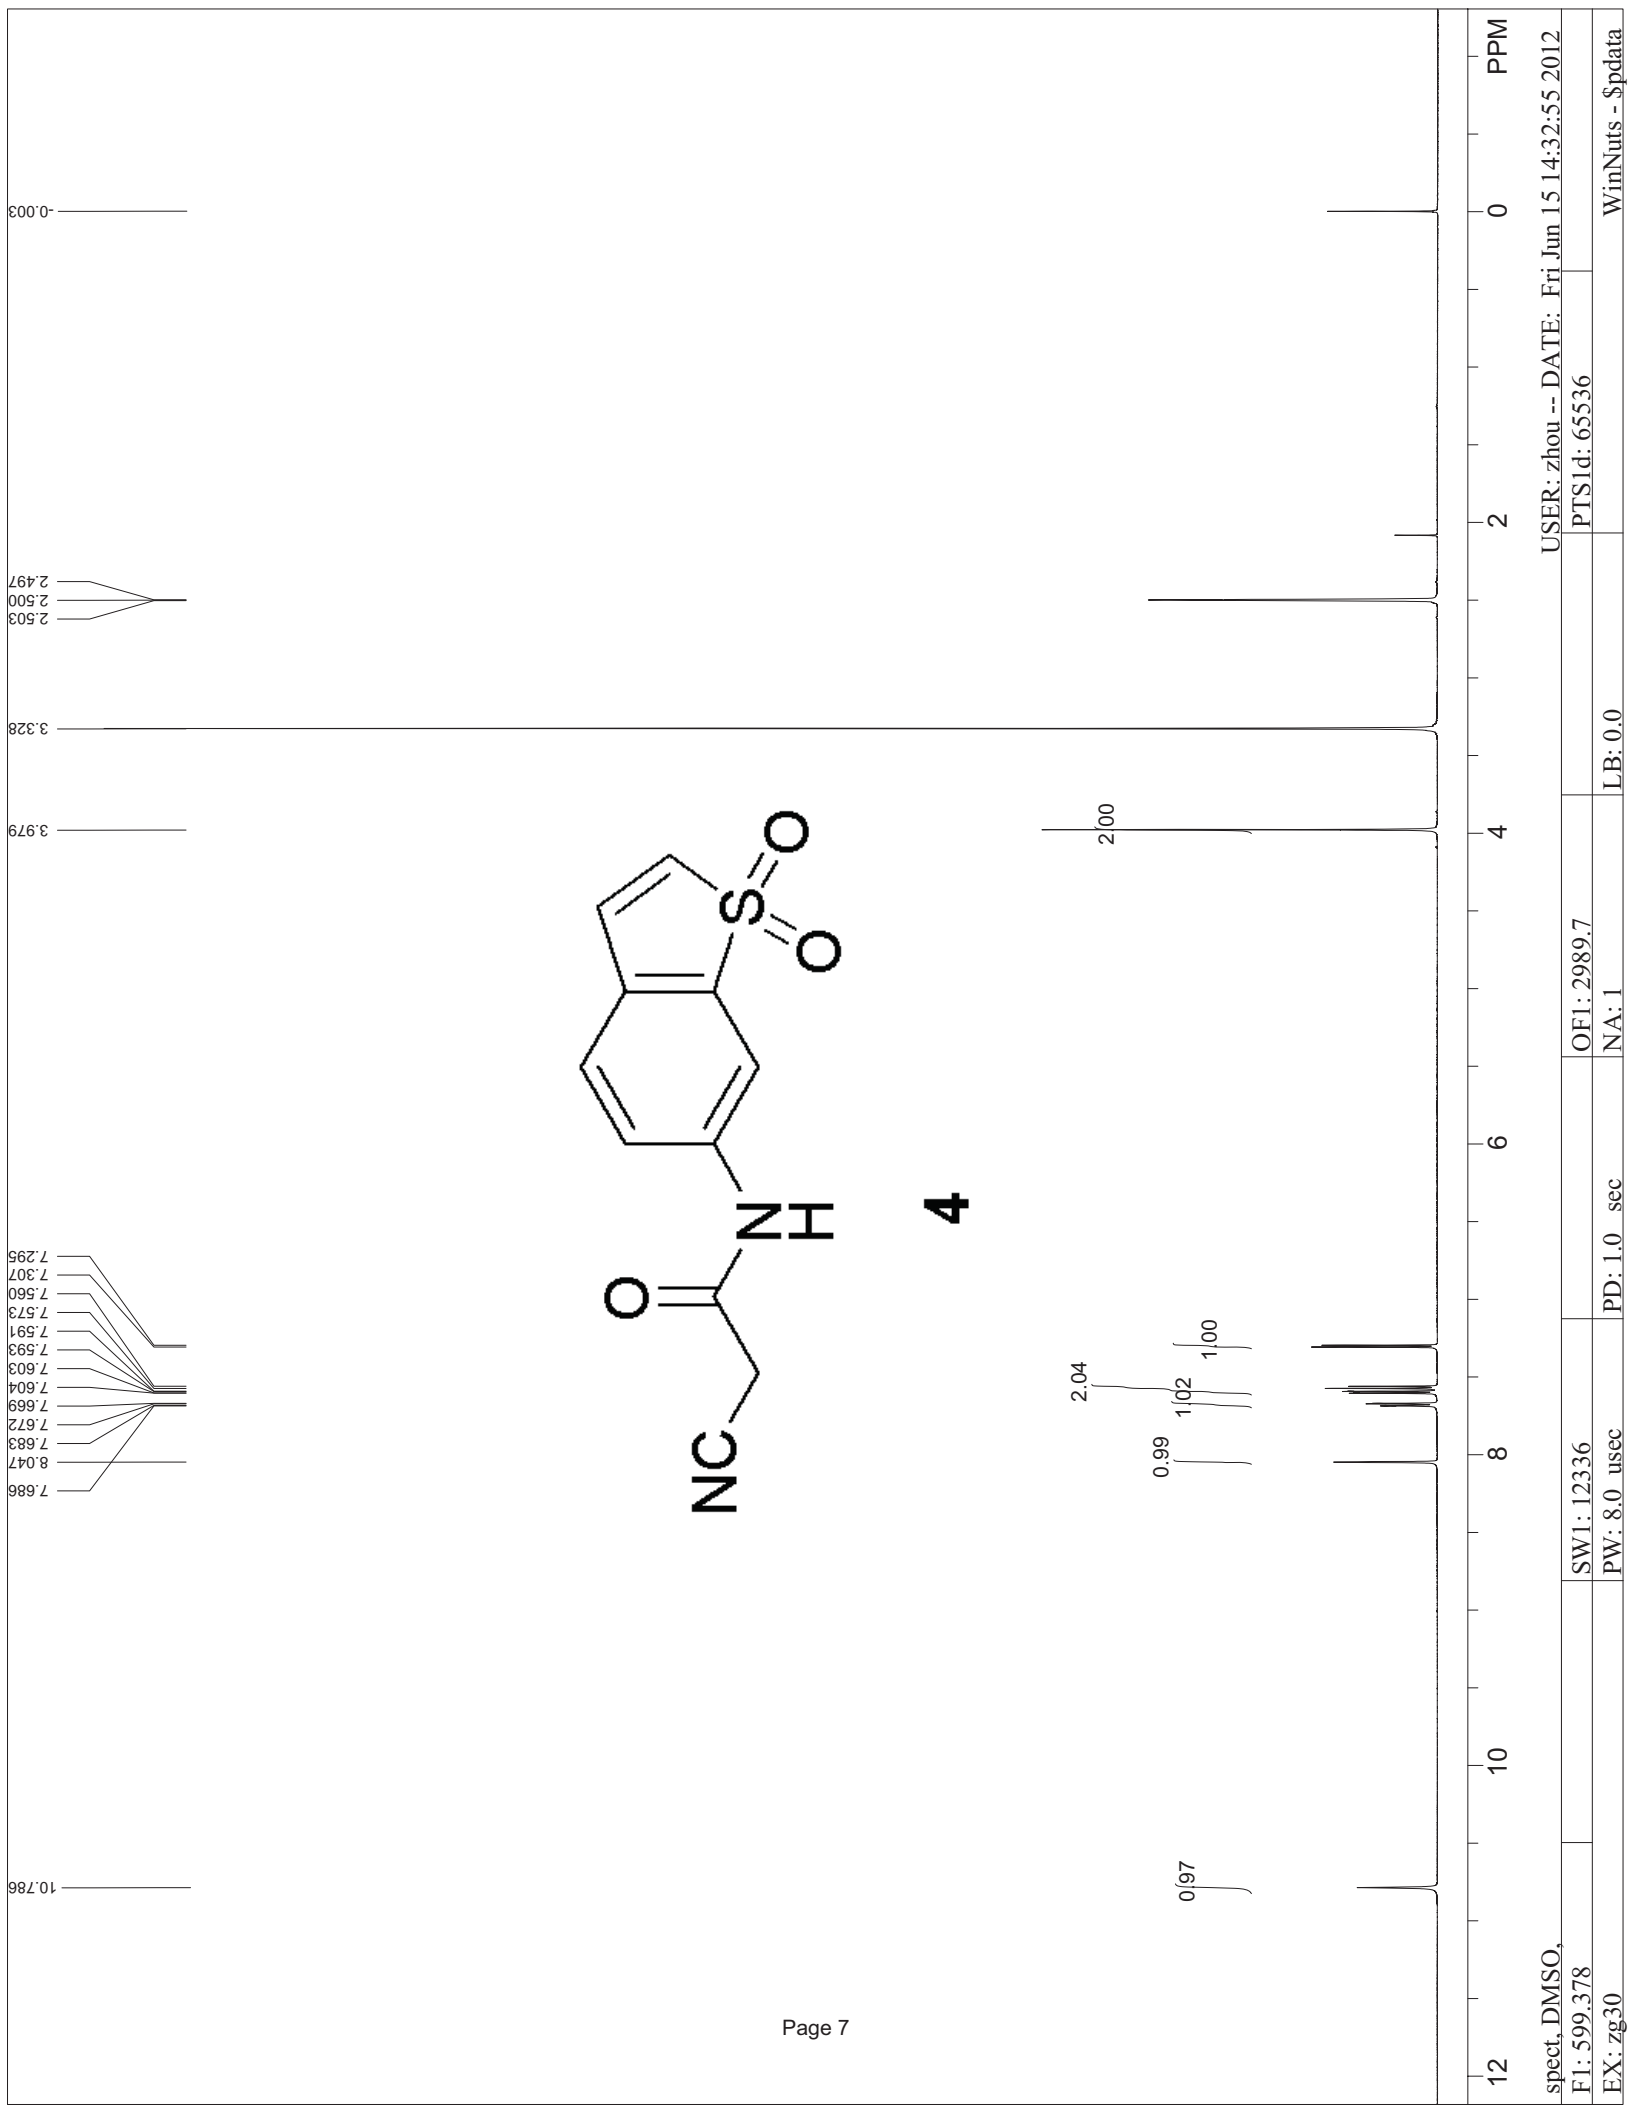 10.786
7.686
8.047
7.683
7.672
7.669
7.604
7.603
7.593
7.591
7.573
7.560
7.307
7.295
3.979
3.328
2.503
2.500
2.497
-0.003
O
NC
N
H
S
O
O
4
0.97
0.99
1.02
2.04
1.00
2.00
12
10
8
6
4
2
0
PPM
spect, DMSO,
USER: zhou -- DATE: Fri Jun 15 14:32:55 2012
F1: 599.378
SW1: 12336
OF1: 2989.7
PTS1d: 65536
EX: zg30
PW: 8.0 usec
PD: 1.0 sec
NA: 1
LB: 0.0
WinNuts - $pdata
Page 7